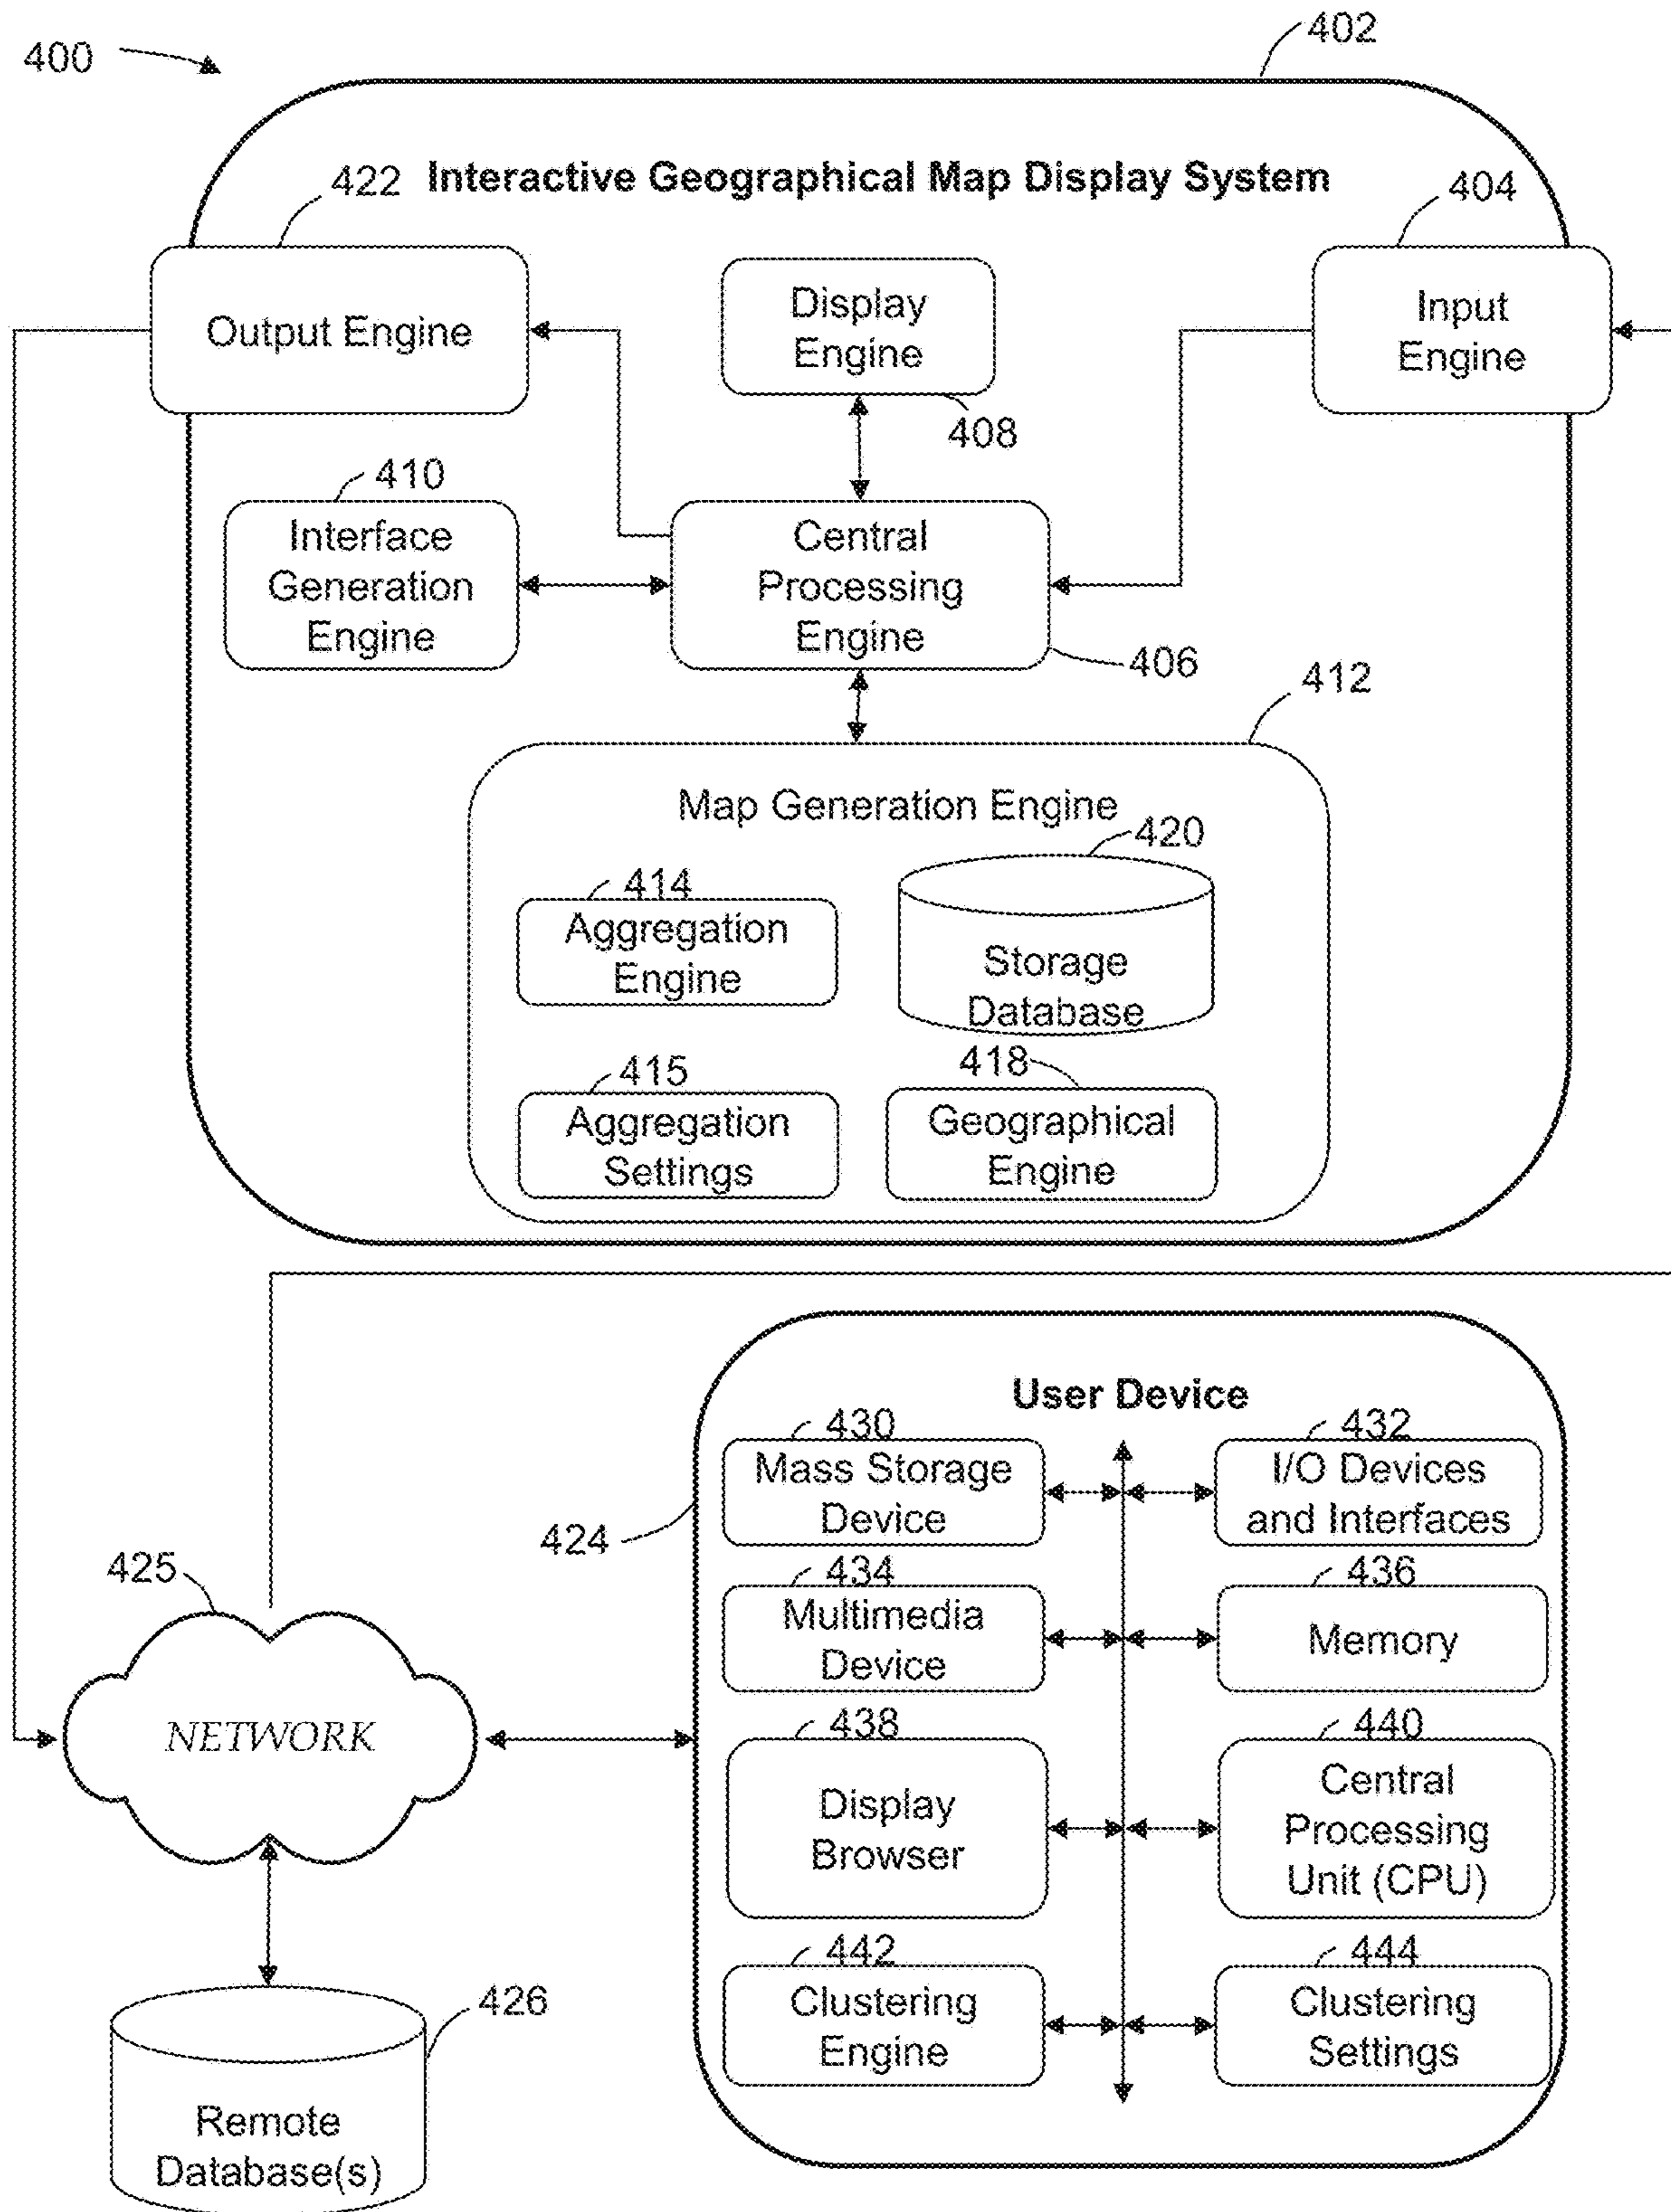 400
402
422 Interactive Geographical Map Display System
404
Output Engine
Display
Engine
408
Input
Engine
410
Interface
Generation
Engine
Central
Processing
Engine
406
412
Map Generation Engine
414
Aggregation
Engine
420
Storage
Database
415
Aggregation
Settings
418
Geographical
Engine
User Device
424
430
Mass Storage
Device
432
I/O Devices
and Interfaces
434
Multimedia
Device
436
Memory
438
Display
Browser
440
Central
Processing
Unit (CPU)
442
Clustering
Engine
444
Clustering
Settings
425
NETWORK
426
Remote
Database(s)